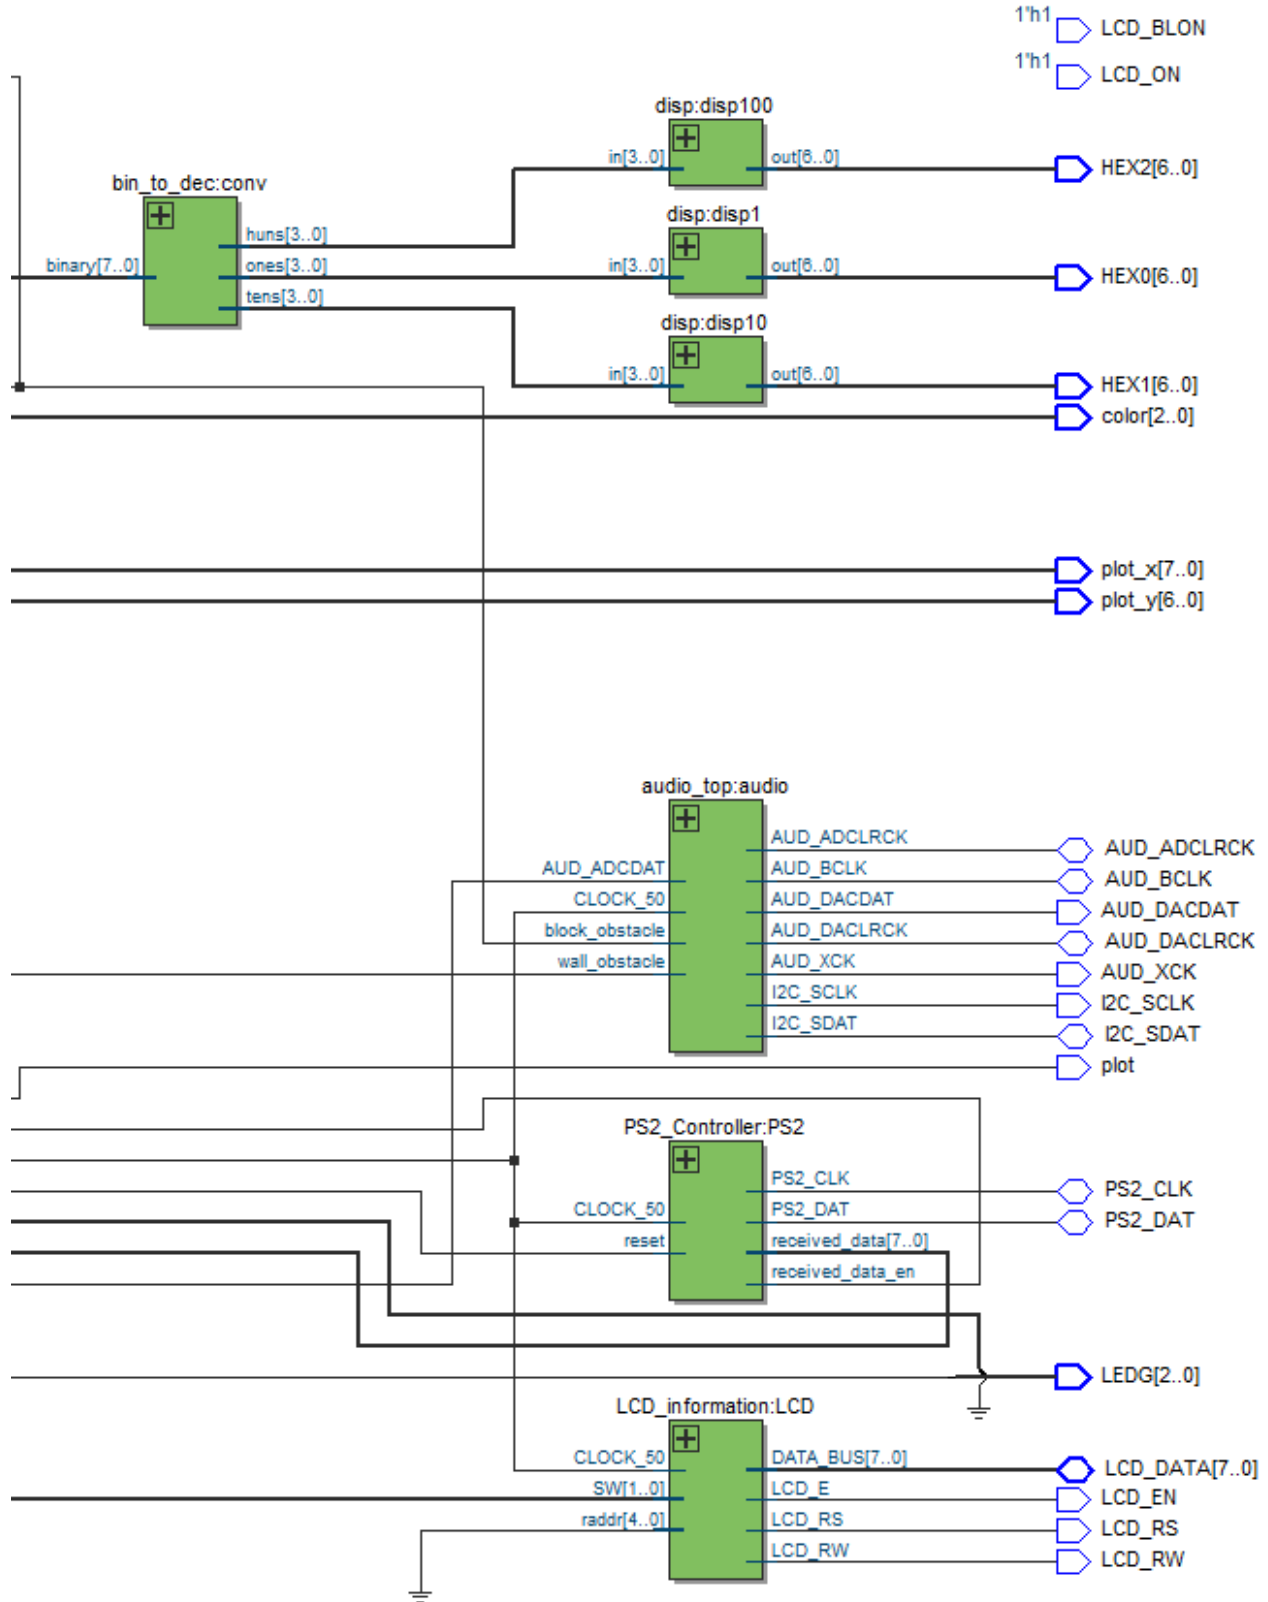 1'h1 LCD_BLON
1'h1 LCD_ON
disp:disp100
in[3..0] out[6..0] HEX2[6..0]
bin_to_dec:conv
disp:disp1
huns[3..0]
binary[7..0] ones[3..0] in[3..0] out[6..0] HEX0[6..0]
tens[3..0]
disp:disp10
in[3..0] out[6..0] HEX1[6..0]
color[2..0]
plot_x[7..0]
plot_y[6..0]
audio_top:audio
AUD_ADCLRCK AUD_ADCLRCK
AUD_ADCDAT AUD_BCLK AUD_BCLK
CLOCK_50 AUD_DACDAT AUD_DACDAT
block_obstacle AUD_DACLRCK AUD_DACLRCK
wall_obstacle AUD_XCK AUD_XCK
I2C_SCLK I2C_SCLK
I2C_SDAT I2C_SDAT
plot
PS2_Controller:PS2
PS2_CLK PS2_CLK
CLOCK_50 PS2_DAT PS2_DAT
reset received_data[7..0]
received_data_en
LEDG[2..0]
LCD_information:LCD
CLOCK_50 DATA_BUS[7..0] LCD_DATA[7..0]
SW[1..0] LCD_E LCD_EN
raddr[4..0] LCD_RS LCD_RS
LCD_RW LCD_RW